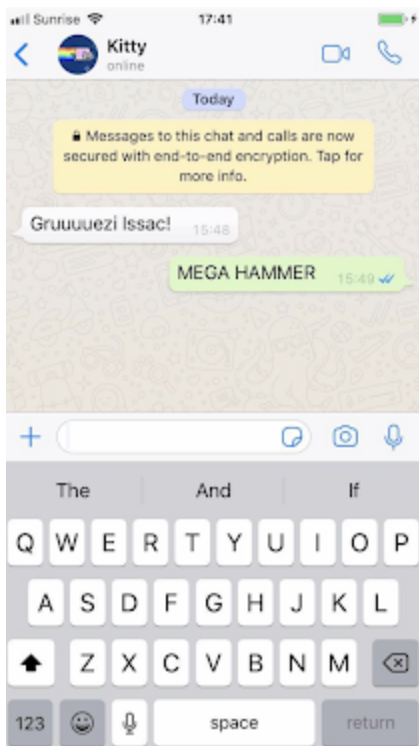 Sunrise 17:41
Kitty
online
Today
Messages to this chat and calls are now
secured with end-to-end encryption. Tap for
more info.
Gruuuuezi Issac! 15:48
MEGA HAMMER 15:49
The And If
Q W E R T Y U I O P
A S D F G H J K L
Z X C V B N M
123 space return